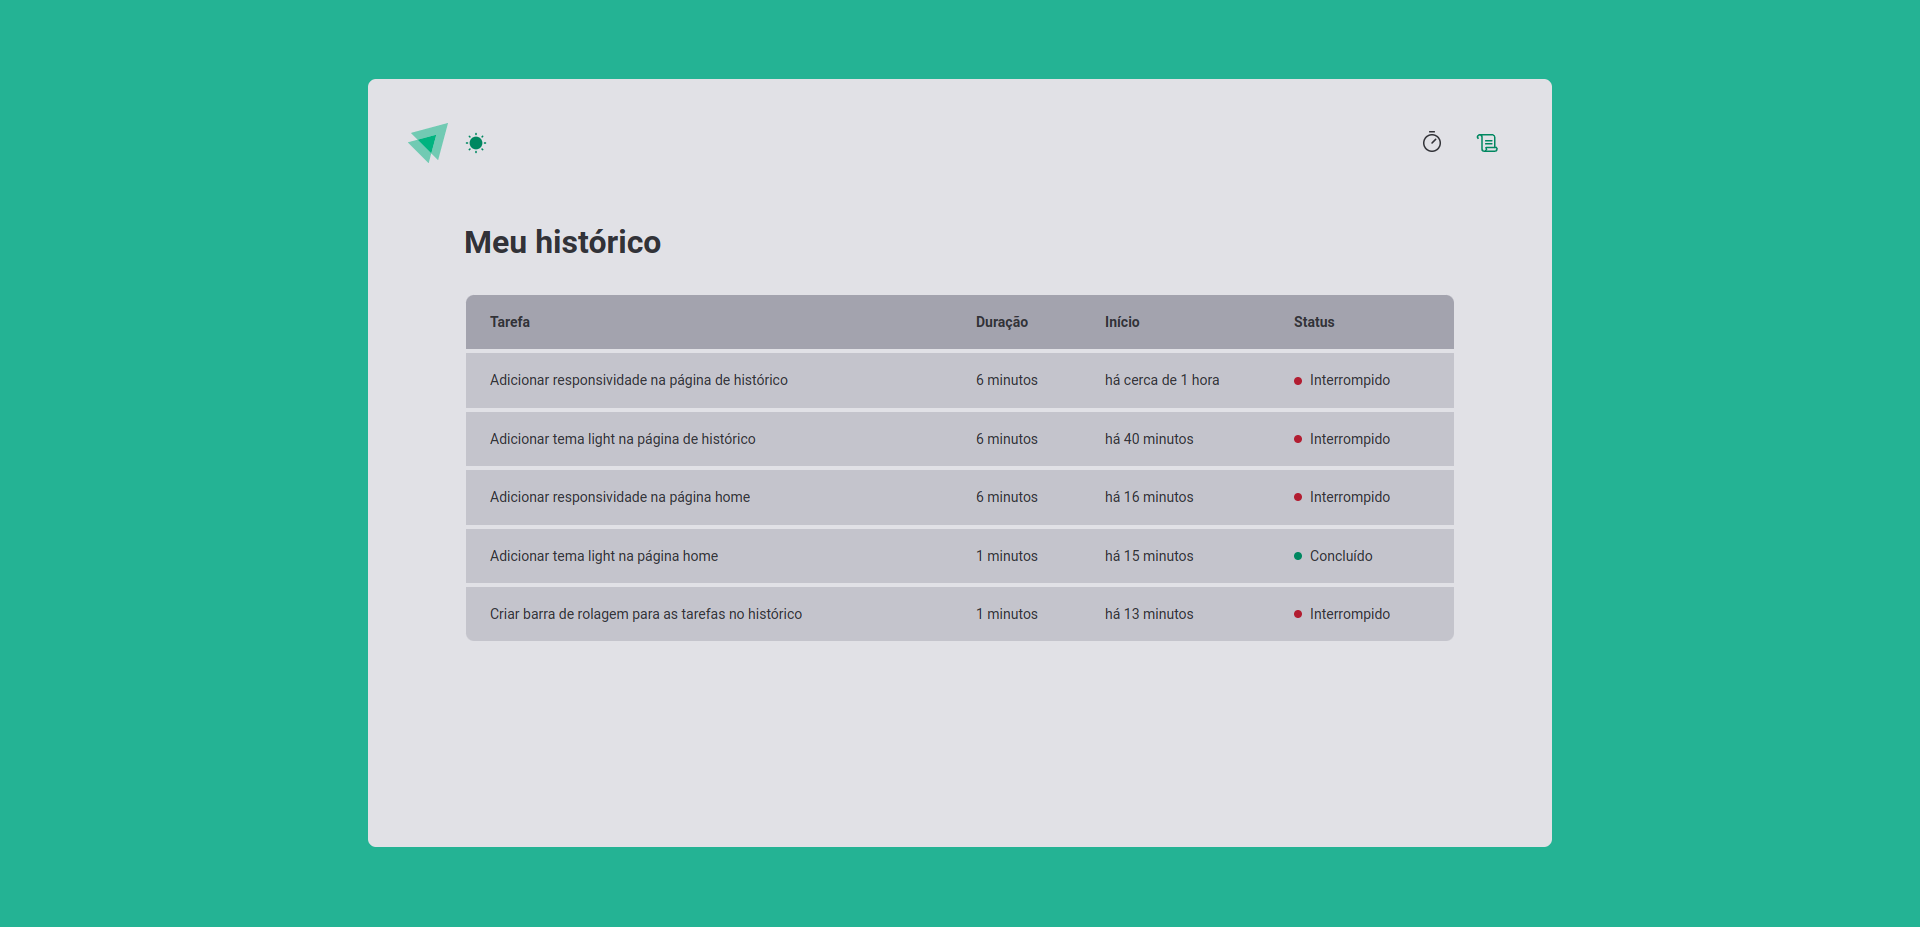 Meu histórico
Tarefa Duração Início Status
Adicionar responsividade na página de histórico 6 minutos há cerca de 1 hora Interrompido
Adicionar tema light na página de histórico 6 minutos há 40 minutos Interrompido
Adicionar responsividade na página home 6 minutos há 16 minutos Interrompido
Adicionar tema light na página home 1 minutos há 15 minutos Concluído
Criar barra de rolagem para as tarefas no histórico 1 minutos há 13 minutos Interrompido